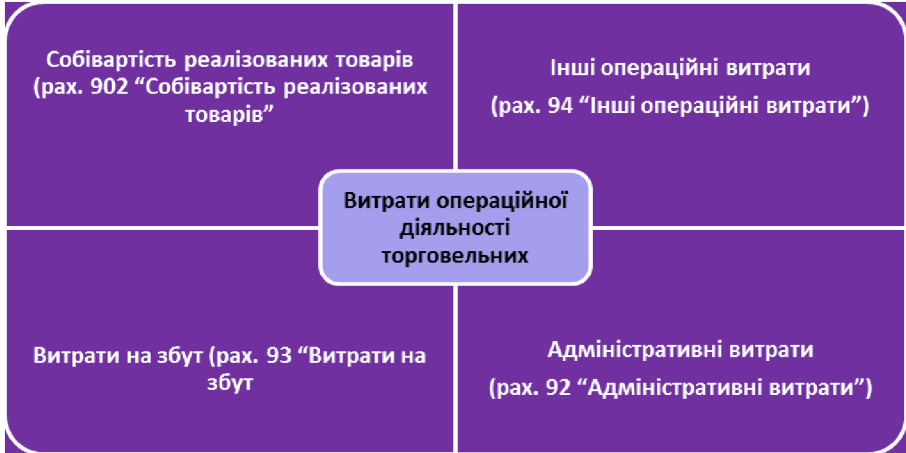 Собівартість реалізованих товарів
(рах. 902 “Собівартість реалізованих
товарів”
Інші операційні витрати
(рах. 94 “Інші операційні витрати”)
Витрати операційної
діяльності
торговельних
Витрати на збут (рах. 93 “Витрати на
збут
Адміністративні витрати
(рах. 92 “Адміністративні витрати”)